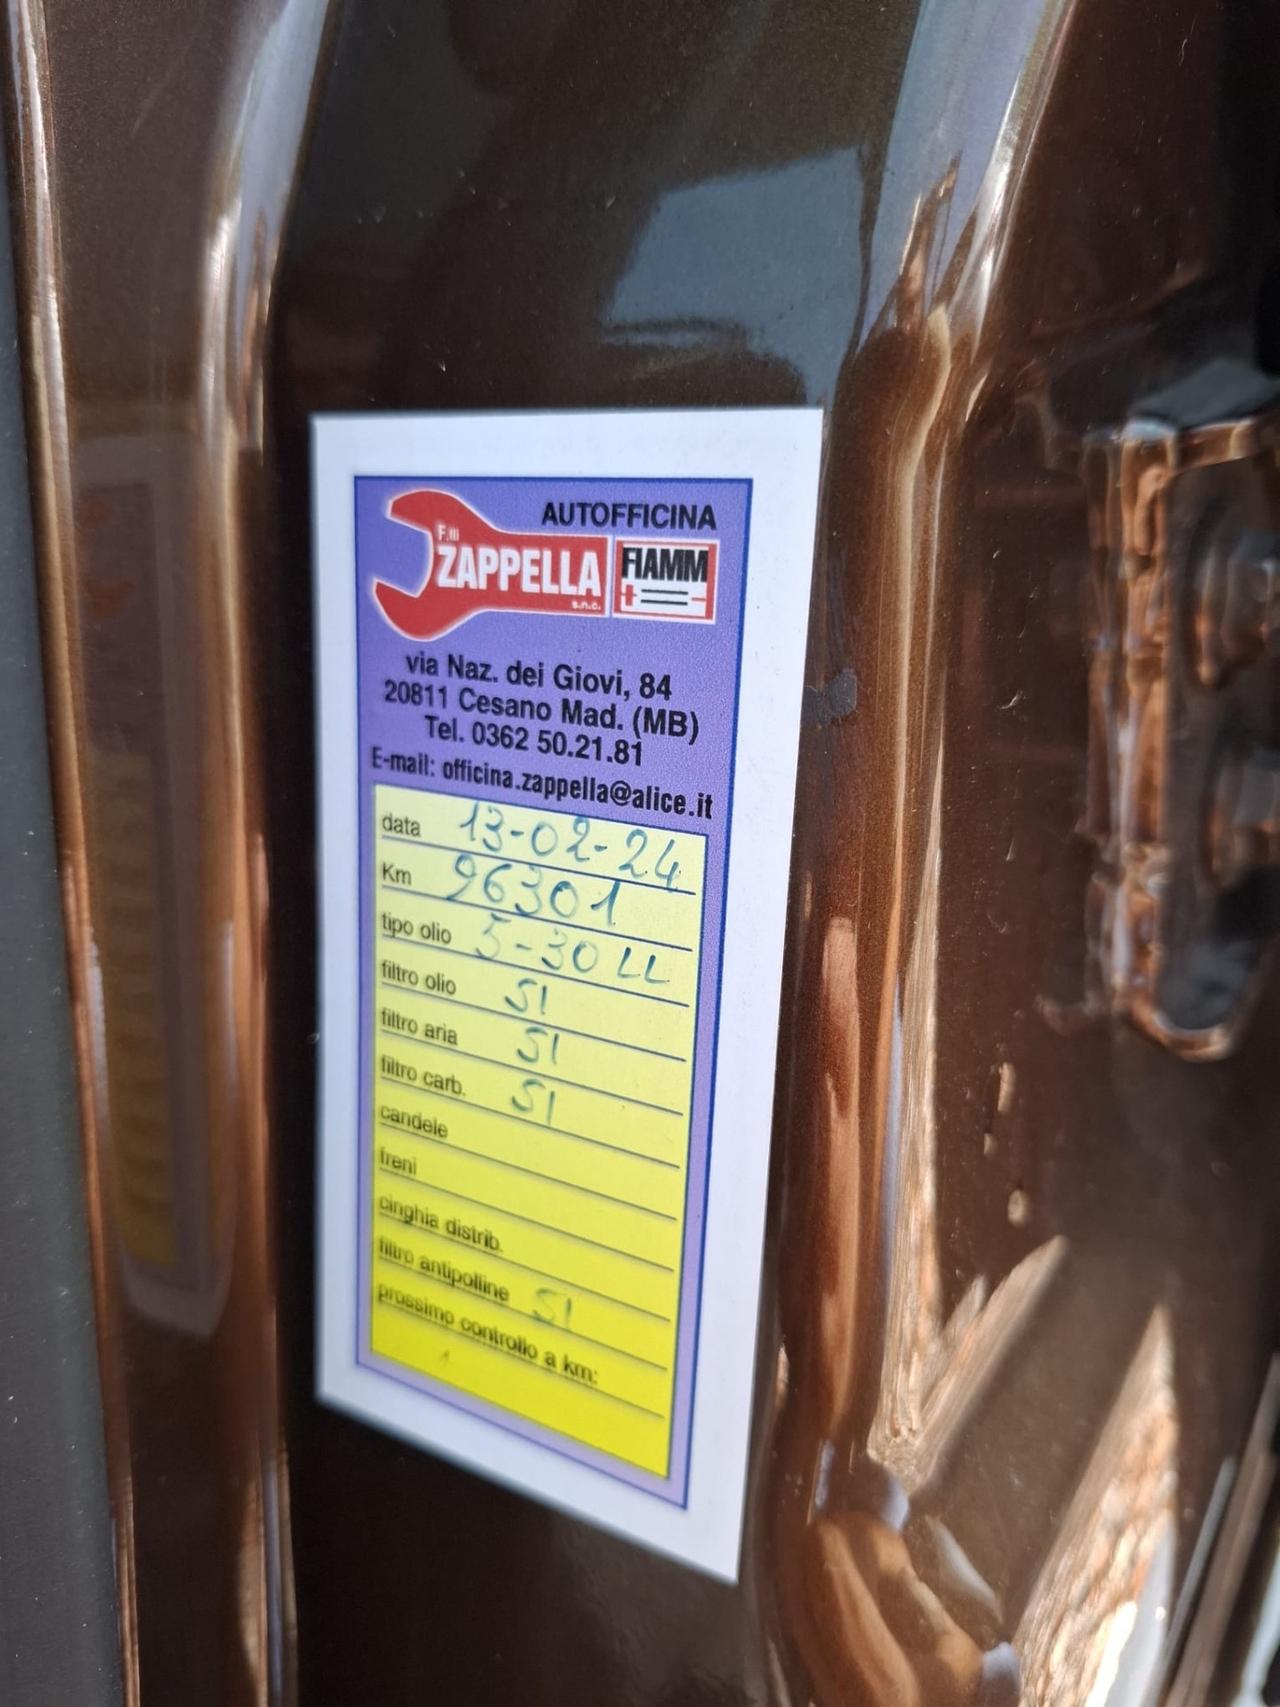 AUTOFFICINA
F.lli
ZAPPELLA
s.n.c.
FIAMM
via Naz. dei Giovi, 84
20811 Cesano Mad. (MB)
Tel. 0362 50.21.81
E-mail: officina.zappella@alice.it
data 13-02-24
Km 96301
tipo olio 5-30 LL
filtro olio SI
filtro aria SI
filtro carb. SI
candele
freni
cinghia distrib.
filtro antipolline SI
prossimo controllo a km: